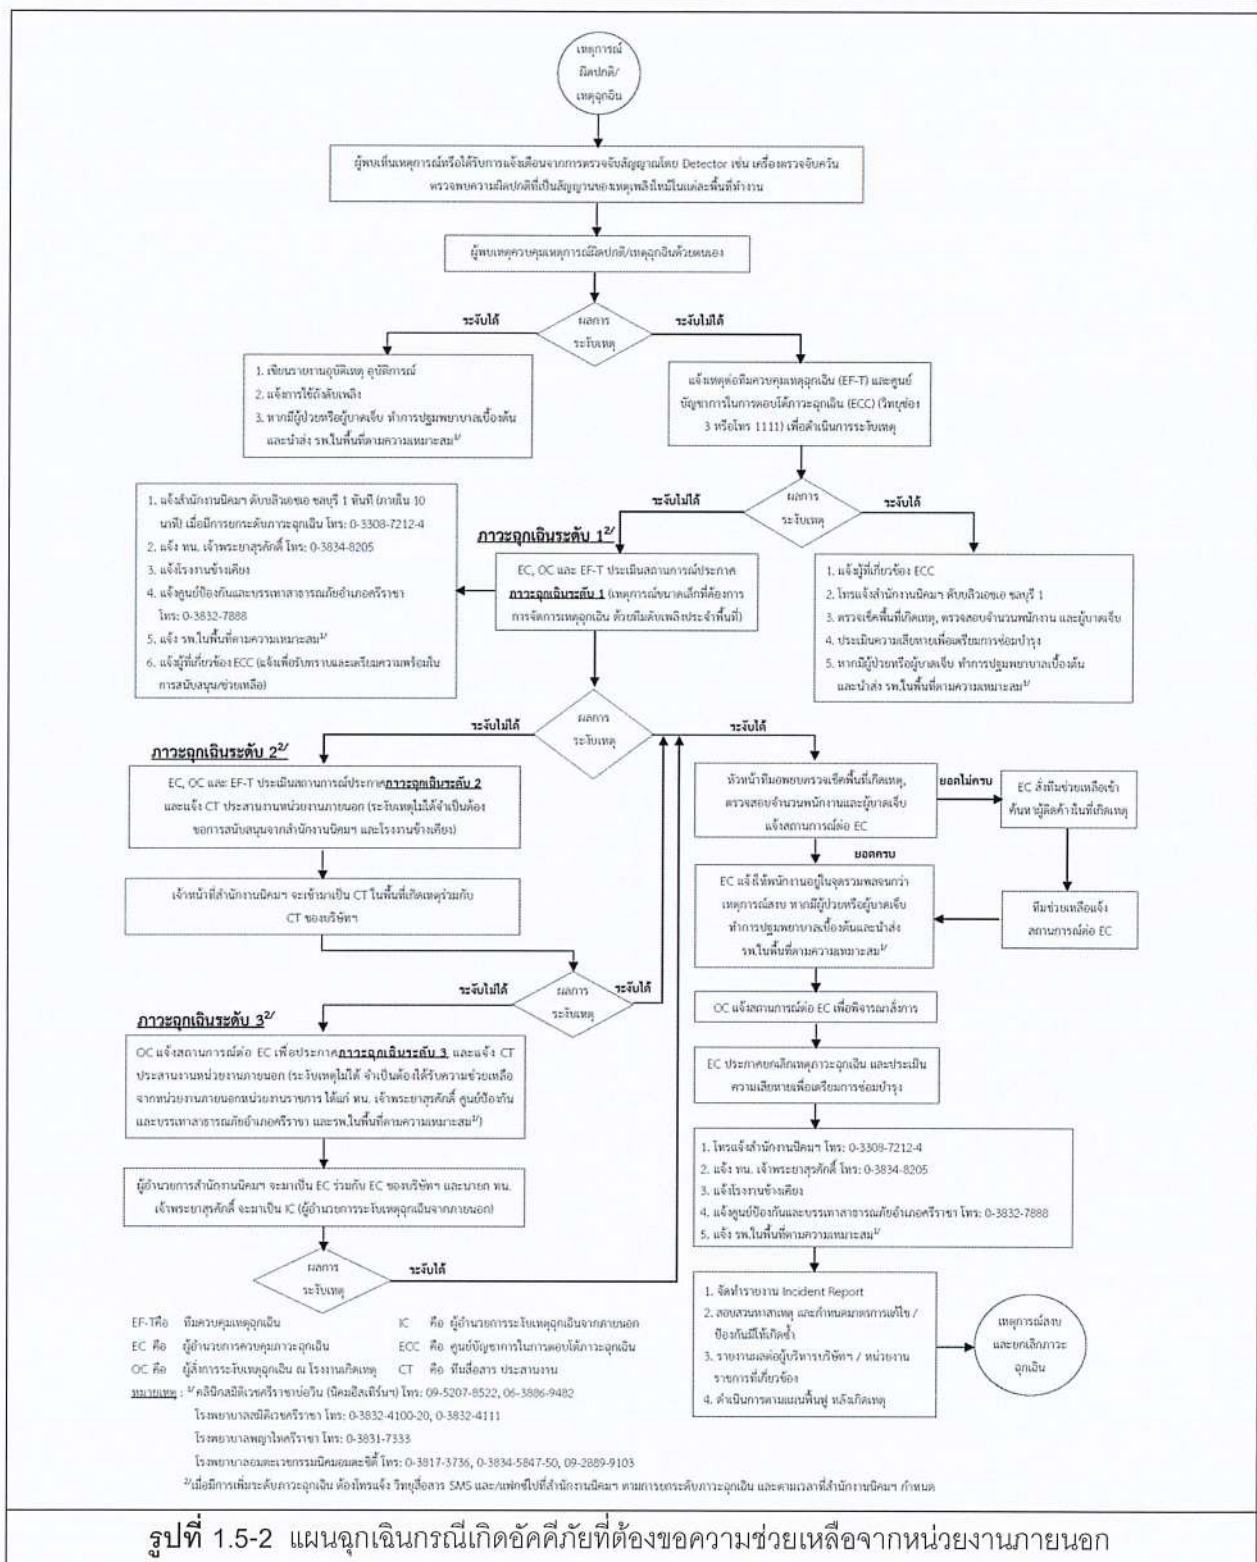 เหตุการณ์
ผิดปกติ/
เหตุฉุกเฉิน
ผู้พบเห็นเหตุการณ์หรือได้รับการแจ้งเตือนจากการตรวจจับสัญญาณโดย Detector เช่น เครื่องตรวจจับควัน
ตรวจพบความผิดปกติที่เป็นสัญญาณของเหตุเพลิงไหม้ในแต่ละพื้นที่ทำงาน
ผู้พบเหตุควบคุมเหตุการณ์ผิดปกติ/เหตุฉุกเฉินด้วยตนเอง
ระงับได้
ผลการ
ระงับเหตุ
ระงับไม่ได้
1. เขียนรายงานอุบัติเหตุ อุบัติการณ์
2. แจ้งการใช้ถังดับเพลิง
3. หากมีผู้ป่วยหรือผู้บาดเจ็บ ทำการปฐมพยาบาลเบื้องต้น
และนำส่ง รพ.ในพื้นที่ตามความเหมาะสม1/
แจ้งเหตุต่อทีมควบคุมเหตุฉุกเฉิน (EF-T) และศูนย์
บัญชาการในการตอบโต้ภาวะฉุกเฉิน (ECC) (วิทยุช่อง
3 หรือโทร 1111) เพื่อดำเนินการระงับเหตุ
ระงับไม่ได้
ผลการ
ระงับเหตุ
ระงับได้
1. แจ้งสำนักงานนิคมฯ ดับบลิวเอชเอ ชลบุรี 1 ทันที (ภายใน 10
นาที) เมื่อมีการยกระดับภาวะฉุกเฉิน โทร: 0-3308-7212-4
2. แจ้ง ทน. เจ้าพระยาสุรศักดิ์ โทร: 0-3834-8205
3. แจ้งโรงงานข้างเคียง
4. แจ้งศูนย์ป้องกันและบรรเทาสาธารณภัยอำเภอศรีราชา
โทร: 0-3832-7888
5. แจ้ง รพ.ในพื้นที่ตามความเหมาะสม1/
6. แจ้งผู้ที่เกี่ยวข้อง ECC (แจ้งเพื่อรับทราบและเตรียมความพร้อมใน
การสนับสนุน/ช่วยเหลือ)
ภาวะฉุกเฉินระดับ 12/
EC, OC และ EF-T ประเมินสถานการณ์ประกาศ
ภาวะฉุกเฉินระดับ 1 (เหตุการณ์ขนาดเล็กที่ต้องการ
การจัดการเหตุฉุกเฉิน ด้วยทีมดับเพลิงประจำพื้นที่)
1. แจ้งผู้ที่เกี่ยวข้อง ECC
2. โทรแจ้งสำนักงานนิคมฯ ดับบลิวเอชเอ ชลบุรี 1
3. ตรวจเช็คพื้นที่เกิดเหตุ, ตรวจสอบจำนวนพนักงาน และผู้บาดเจ็บ
4. ประเมินความเสียหายเพื่อเตรียมการซ่อมบำรุง
5. หากมีผู้ป่วยหรือผู้บาดเจ็บ ทำการปฐมพยาบาลเบื้องต้น
และนำส่ง รพ.ในพื้นที่ตามความเหมาะสม1/
ระงับไม่ได้
ผลการ
ระงับเหตุ
ระงับได้
ภาวะฉุกเฉินระดับ 22/
EC, OC และ EF-T ประเมินสถานการณ์ประกาศภาวะฉุกเฉินระดับ 2
และแจ้ง CT ประสานงานหน่วยงานภายนอก (ระงับเหตุไม่ได้จำเป็นต้อง
ขอการสนับสนุนจากสำนักงานนิคมฯ และโรงงานข้างเคียง)
หัวหน้าทีมอพยพตรวจเช็คพื้นที่เกิดเหตุ,
ตรวจสอบจำนวนพนักงานและผู้บาดเจ็บ
แจ้งสถานการณ์ต่อ EC
ยอดไม่ครบ
EC สั่งทีมช่วยเหลือเข้า
ค้นหาผู้ติดค้างในที่เกิดเหตุ
ยอดครบ
เจ้าหน้าที่สำนักงานนิคมฯ จะเข้ามาเป็น CT ในพื้นที่เกิดเหตุร่วมกับ
CT ของบริษัทฯ
EC แจ้งให้พนักงานอยู่ในจุดรวมพลจนกว่า
เหตุการณ์สงบ หากมีผู้ป่วยหรือผู้บาดเจ็บ
ทำการปฐมพยาบาลเบื้องต้นและนำส่ง
รพ.ในพื้นที่ตามความเหมาะสม1/
ทีมช่วยเหลือแจ้ง
สถานการณ์ต่อ EC
ระงับไม่ได้
ผลการ
ระงับเหตุ
ระงับได้
ภาวะฉุกเฉินระดับ 32/
OC แจ้งสถานการณ์ต่อ EC เพื่อประกาศภาวะฉุกเฉินระดับ 3 และแจ้ง CT
ประสานงานหน่วยงานภายนอก (ระงับเหตุไม่ได้ จำเป็นต้องได้รับความช่วยเหลือ
จากหน่วยงานภายนอกหน่วยงานราชการ ได้แก่ ทน. เจ้าพระยาสุรศักดิ์ ศูนย์ป้องกัน
และบรรเทาสาธารณภัยอำเภอศรีราชา และรพ.ในพื้นที่ตามความเหมาะสม1/)
OC แจ้งสถานการณ์ต่อ EC เพื่อพิจารณาสั่งการ
EC ประกาศยกเลิกเหตุภาวะฉุกเฉิน และประเมิน
ความเสียหายเพื่อเตรียมการซ่อมบำรุง
ผู้อำนวยการสำนักงานนิคมฯ จะมาเป็น EC ร่วมกับ EC ของบริษัทฯ และนายก ทน.
เจ้าพระยาสุรศักดิ์ จะมาเป็น IC (ผู้อำนวยการระงับเหตุฉุกเฉินจากภายนอก)
1. โทรแจ้งสำนักงานนิคมฯ โทร: 0-3308-7212-4
2. แจ้ง ทน. เจ้าพระยาสุรศักดิ์ โทร: 0-3834-8205
3. แจ้งโรงงานข้างเคียง
4. แจ้งศูนย์ป้องกันและบรรเทาสาธารณภัยอำเภอศรีราชา โทร: 0-3832-7888
5. แจ้ง รพ.ในพื้นที่ตามความเหมาะสม1/
ผลการ
ระงับเหตุ
ระงับได้
1. จัดทำรายงาน Incident Report
2. สอบสวนหาสาเหตุ และกำหนดมาตรการแก้ไข /
ป้องกันมิให้เกิดซ้ำ
3. รายงานผลต่อผู้บริหารบริษัทฯ / หน่วยงาน
ราชการที่เกี่ยวข้อง
4. ดำเนินการตามแผนฟื้นฟู หลังเกิดเหตุ
เหตุการณ์สงบ
และยกเลิกภาวะ
ฉุกเฉิน
EF-Tคือ ทีมควบคุมเหตุฉุกเฉิน IC คือ ผู้อำนวยการระงับเหตุฉุกเฉินจากภายนอก
EC คือ ผู้อำนวยการควบคุมภาวะฉุกเฉิน ECC คือ ศูนย์บัญชาการในการตอบโต้ภาวะฉุกเฉิน
OC คือ ผู้สั่งการระงับเหตุฉุกเฉิน ณ โรงงานเกิดเหตุ CT คือ ทีมสื่อสาร ประสานงาน
หมายเหตุ : 1/ คลินิกสมิติเวชศรีราชาบ่อวิน (นิคมอีสเทิร์นฯ) โทร: 09-5207-8522, 06-3886-9482
โรงพยาบาลสมิติเวชศรีราชา โทร: 0-3832-4100-20, 0-3832-4111
โรงพยาบาลพญาไทศรีราชา โทร: 0-3831-7333
โรงพยาบาลอมตะเวชกรรมนิคมอมตะซิตี้ โทร: 0-3817-3736, 0-3834-5847-50, 09-2889-9103
2/เมื่อมีการเพิ่มระดับภาวะฉุกเฉิน ต้องโทรแจ้ง วิทยุสื่อสาร SMS และ/แฟกซ์ไปที่สำนักงานนิคมฯ ตามการยกระดับภาวะฉุกเฉิน และตามเวลาที่สำนักงานนิคมฯ กำหนด
รูปที่ 1.5-2 แผนฉุกเฉินกรณีเกิดอัคคีภัยที่ต้องขอความช่วยเหลือจากหน่วยงานภายนอก